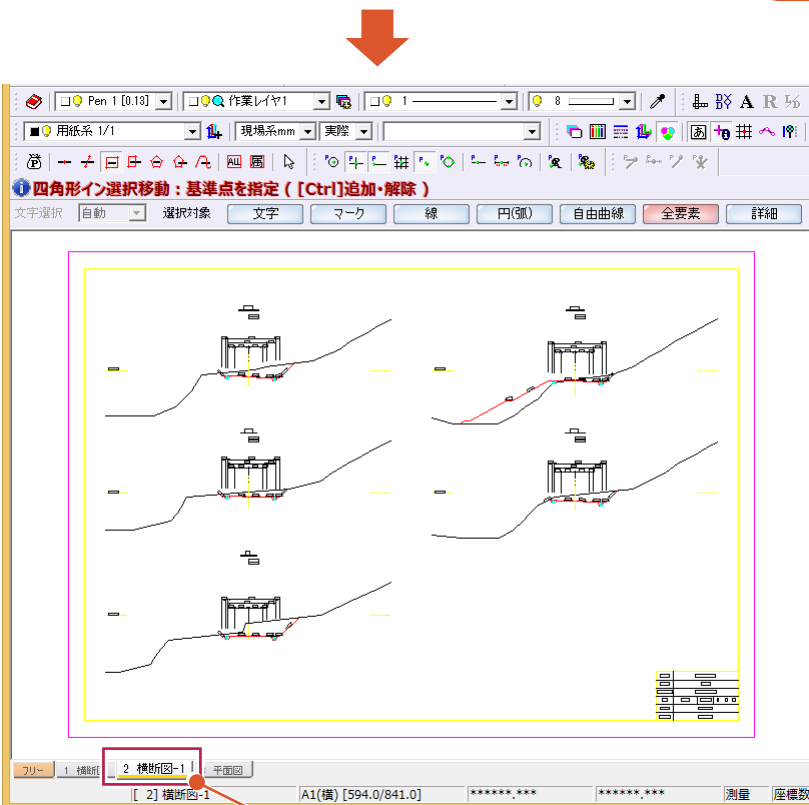 Pen 1 [0.13] 作業レイヤ1 1 8 A R
用紙系 1/1 現場系mm 実際 あ
四角形イン選択移動：基準点を指定（ [Ctrl]追加・解除 ）
文字選択 自動 選択対象 文字 マーク 線 円(弧) 自由曲線 全要素 詳細
フリー 1 横断 2 横断図-1 平面図
[ 2] 横断図-1 A1(横) [594.0/841.0] ******.*** ******.*** 測量 座標数